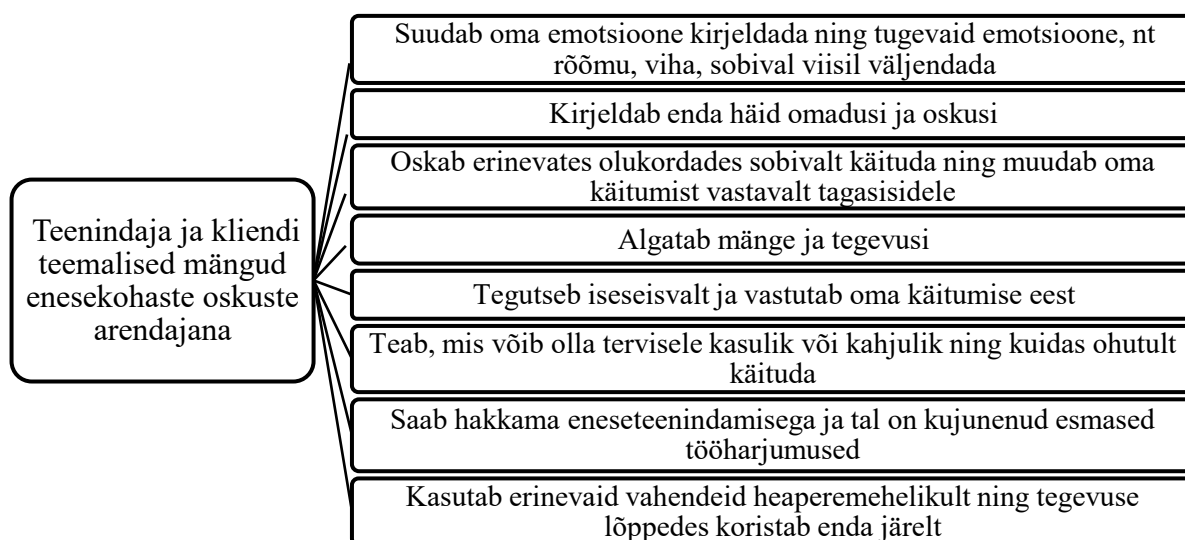 Teenindaja ja kliendi
teemalised mängud
enesekohaste oskuste
arendajana
Suudab oma emotsioone kirjeldada ning tugevaid emotsioone, nt
rõõmu, viha, sobival viisil väljendada
Kirjeldab enda häid omadusi ja oskusi
Oskab erinevates olukordades sobivalt käituda ning muudab oma
käitumist vastavalt tagasisidele
Algatab mänge ja tegevusi
Tegutseb iseseisvalt ja vastutab oma käitumise eest
Teab, mis võib olla tervisele kasulik või kahjulik ning kuidas ohutult
käituda
Saab hakkama eneseteenindamisega ja tal on kujunenud esmased
tööharjumused
Kasutab erinevaid vahendeid heaperemehelikult ning tegevuse
lõppedes koristab enda järelt